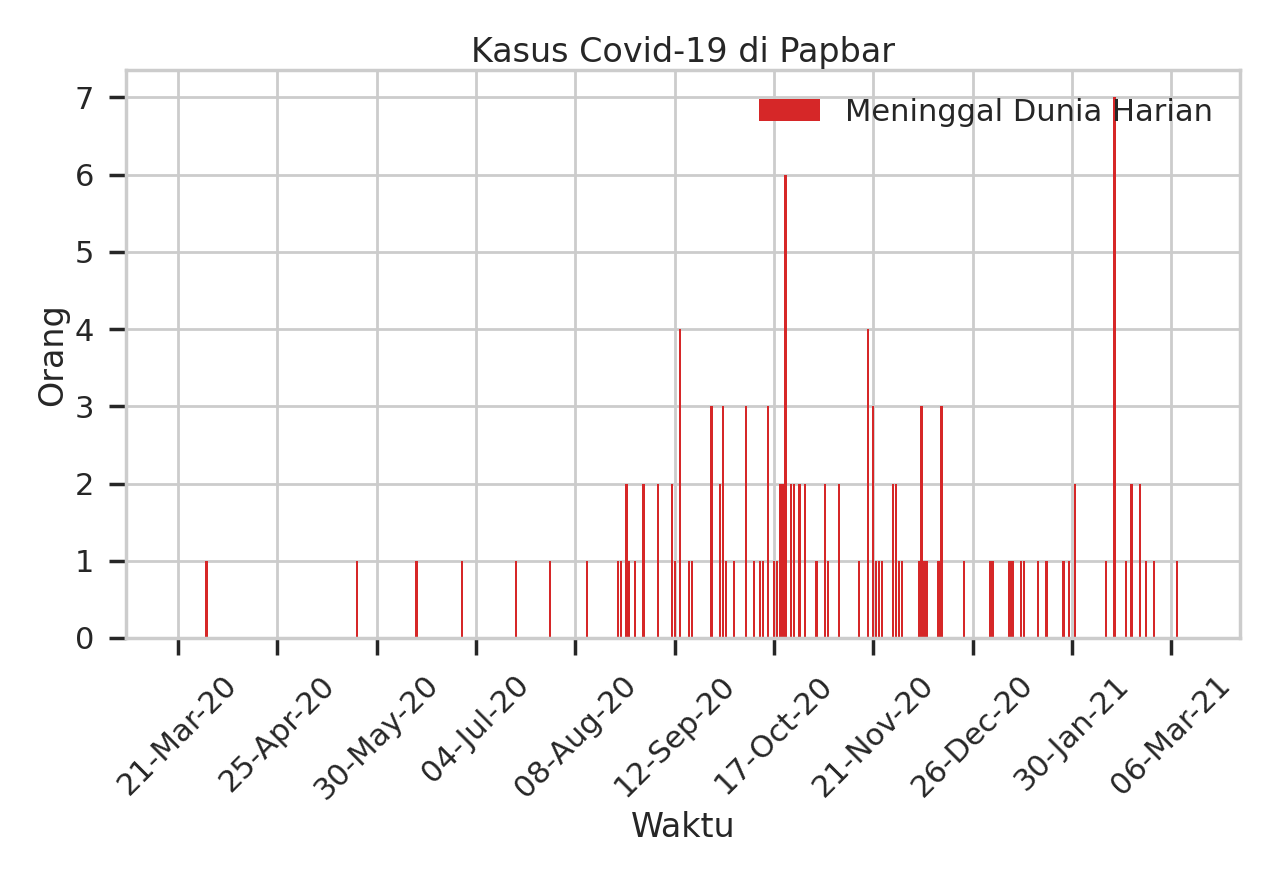 Kasus Covid-19 di Papbar
Meninggal Dunia Harian
Orang
7
6
5
4
3
2
1
0
21-Mar-20
25-Apr-20
30-May-20
04-Jul-20
08-Aug-20
12-Sep-20
17-Oct-20
21-Nov-20
26-Dec-20
30-Jan-21
06-Mar-21
Waktu